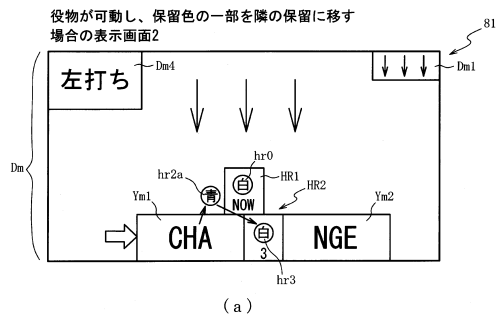 役物が可動し、保留色の一部を隣の保留に移す
場合の表示画面2
81
左打ち
Dm4
Dm1
Dm
hr0
hr2a
白
HR1
HR2
青
NOW
Ym1
Ym2
CHA
白
NGE
3
hr3
(a)